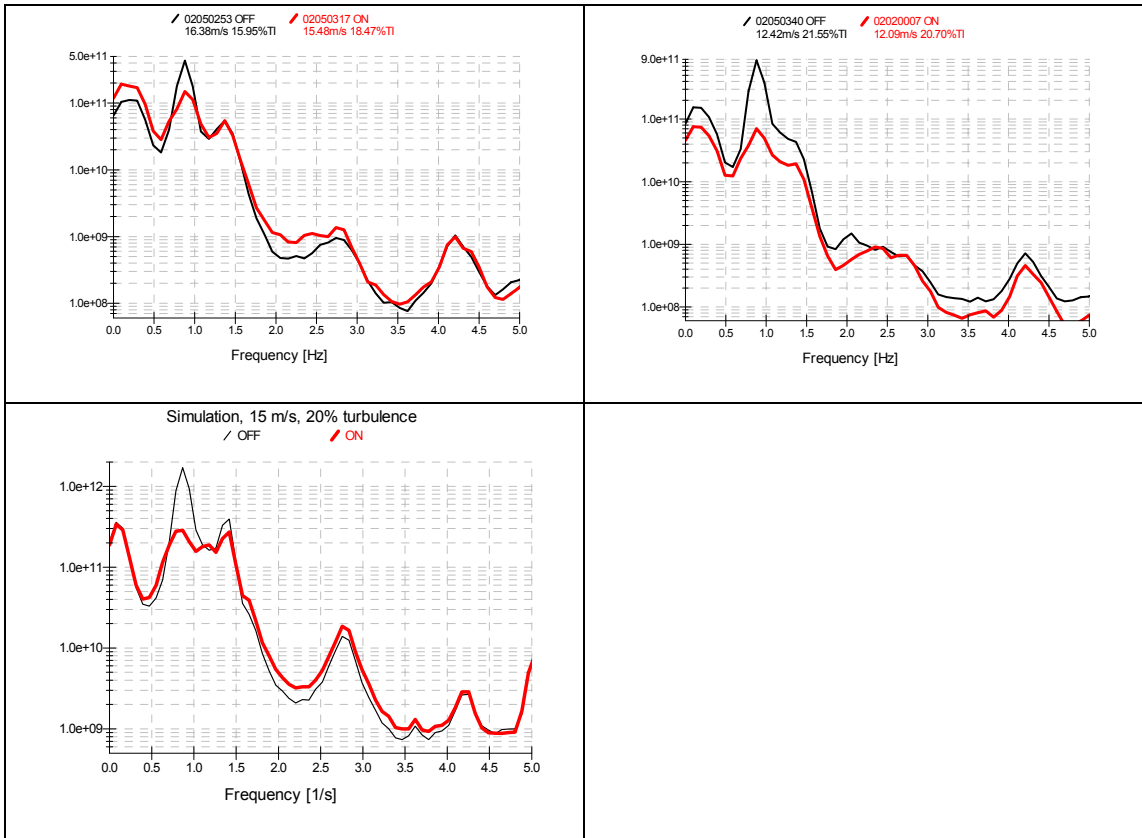 02050253 OFF 02050317 ON
16.38m/s 15.95%TI 15.48m/s 18.47%TI
5.0e+11
1.0e+11
1.0e+10
1.0e+09
1.0e+08
0.0 0.5 1.0 1.5 2.0 2.5 3.0 3.5 4.0 4.5 5.0
Frequency [Hz]
02050340 OFF 02020007 ON
12.42m/s 21.55%TI 12.09m/s 20.70%TI
9.0e+11
1.0e+11
1.0e+10
1.0e+09
1.0e+08
0.0 0.5 1.0 1.5 2.0 2.5 3.0 3.5 4.0 4.5 5.0
Frequency [Hz]
Simulation, 15 m/s, 20% turbulence
OFF ON
1.0e+12
1.0e+11
1.0e+10
1.0e+09
0.0 0.5 1.0 1.5 2.0 2.5 3.0 3.5 4.0 4.5 5.0
Frequency [1/s]